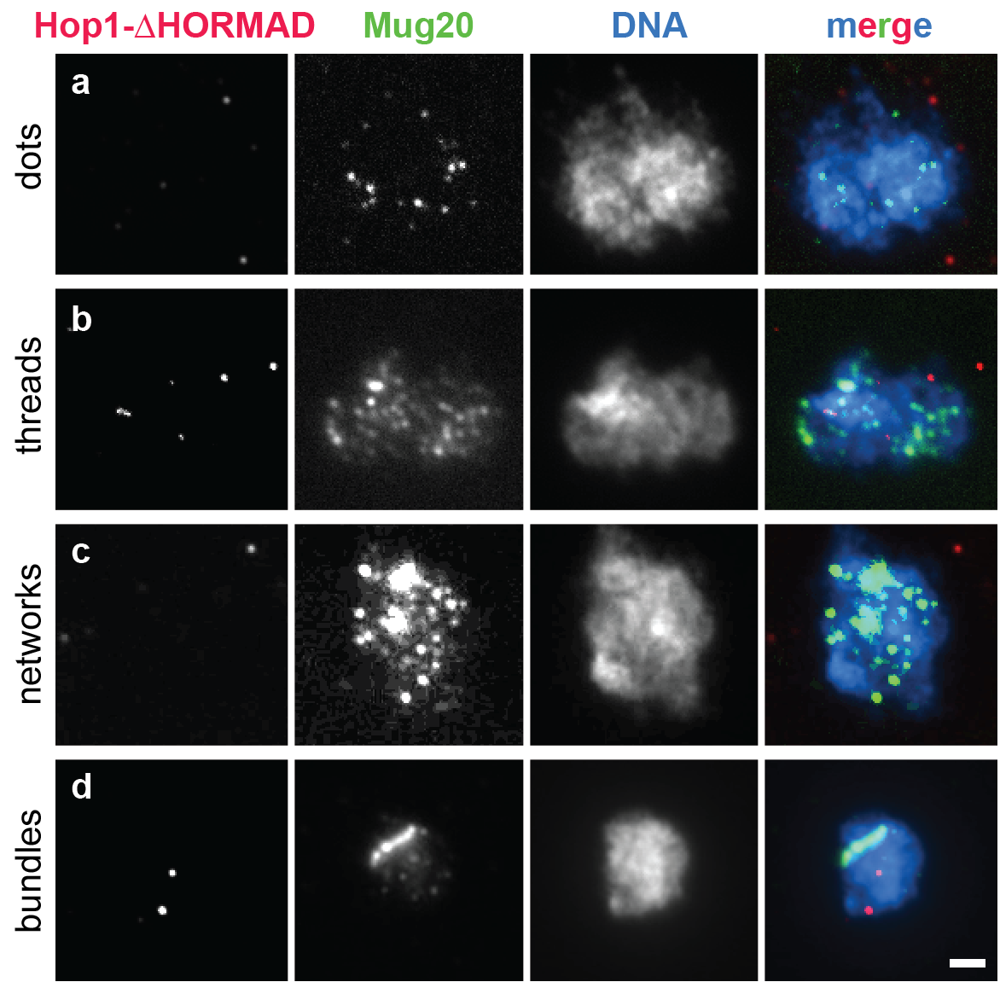 Hop1-ΔHORMAD Mug20 DNA merge
a
dots
b
threads
c
networks
d
bundles